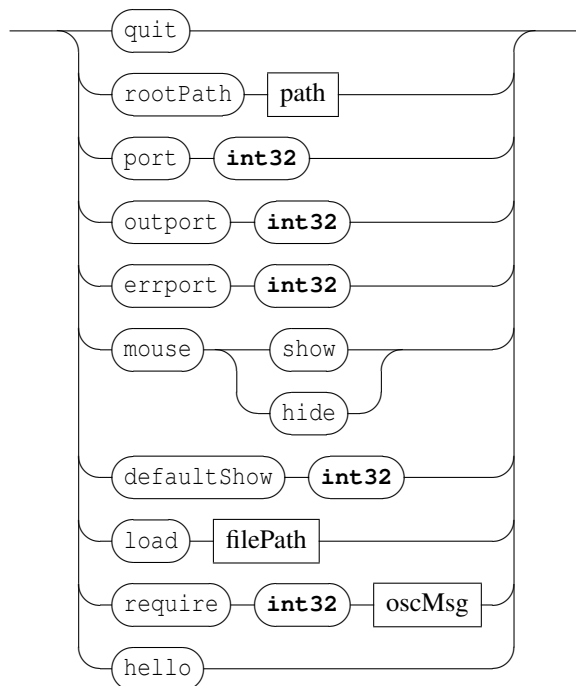 quit
rootPath path
port int32
outport int32
errport int32
mouse show
hide
defaultShow int32
load filePath
require int32 oscMsg
hello